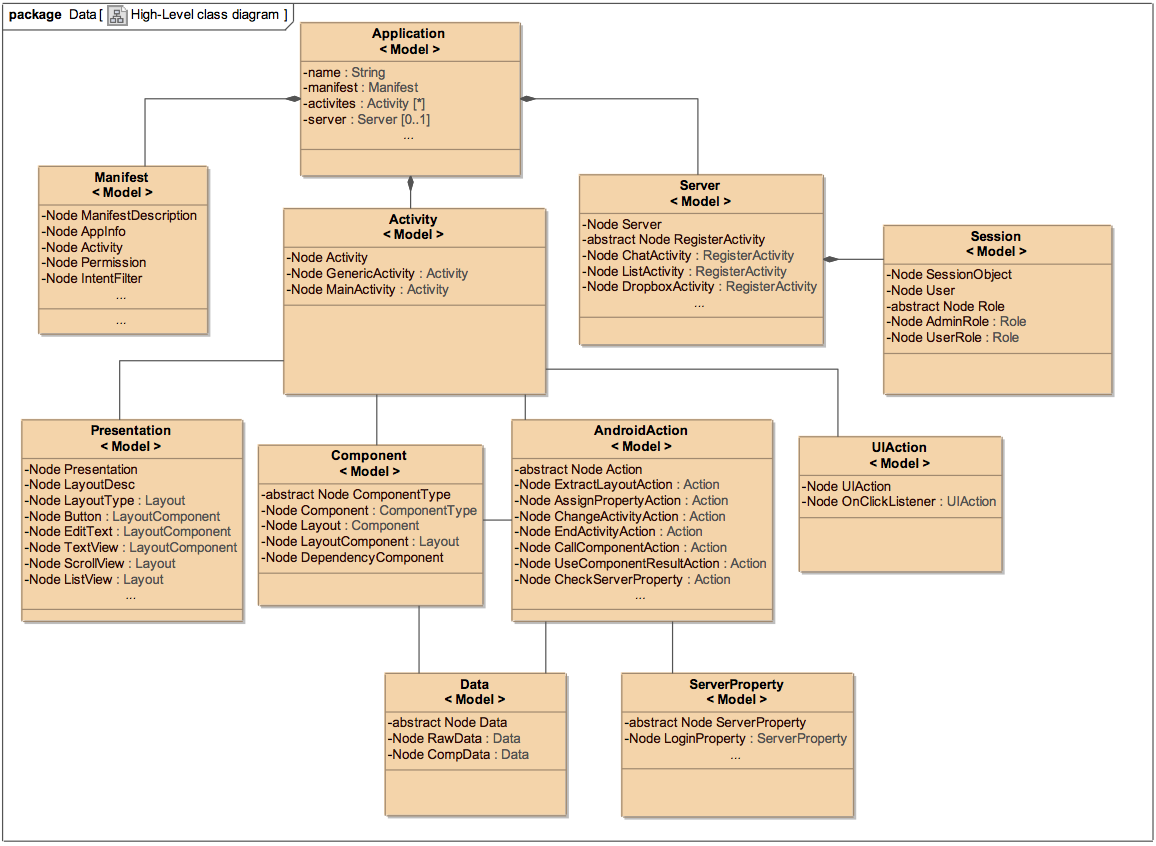 package Data[ High-Level class diagram ]
Application
< Model >
-name : String
-manifest : Manifest
-activites : Activity [*]
-server : Server [0..1]
...
Manifest
< Model >
-Node ManifestDescription
-Node AppInfo
-Node Activity
-Node Permission
-Node IntentFilter
...
...
Activity
< Model >
-Node Activity
-Node GenericActivity : Activity
-Node MainActivity : Activity
Server
< Model >
-Node Server
-abstract Node RegisterActivity
-Node ChatActivity : RegisterActivity
-Node ListActivity : RegisterActivity
-Node DropboxActivity : RegisterActivity
...
Session
< Model >
-Node SessionObject
-Node User
-abstract Node Role
-Node AdminRole : Role
-Node UserRole : Role
Presentation
< Model >
-Node Presentation
-Node LayoutDesc
-Node LayoutType : Layout
-Node Button : LayoutComponent
-Node EditText : LayoutComponent
-Node TextView : LayoutComponent
-Node ScrollView : Layout
-Node ListView : Layout
...
Component
< Model >
-abstract Node ComponentType
-Node Component : ComponentType
-Node Layout : Component
-Node LayoutComponent : Layout
-Node DependencyComponent
AndroidAction
< Model >
-abstract Node Action
-Node ExtractLayoutAction : Action
-Node AssignPropertyAction : Action
-Node ChangeActivityAction : Action
-Node EndActivityAction : Action
-Node CallComponentAction : Action
-Node UseComponentResultAction : Action
-Node CheckServerProperty : Action
...
UIAction
< Model >
-Node UIAction
-Node OnClickListener : UIAction
Data
< Model >
-abstract Node Data
-Node RawData : Data
-Node CompData : Data
ServerProperty
< Model >
-abstract Node ServerProperty
-Node LoginProperty : ServerProperty
...